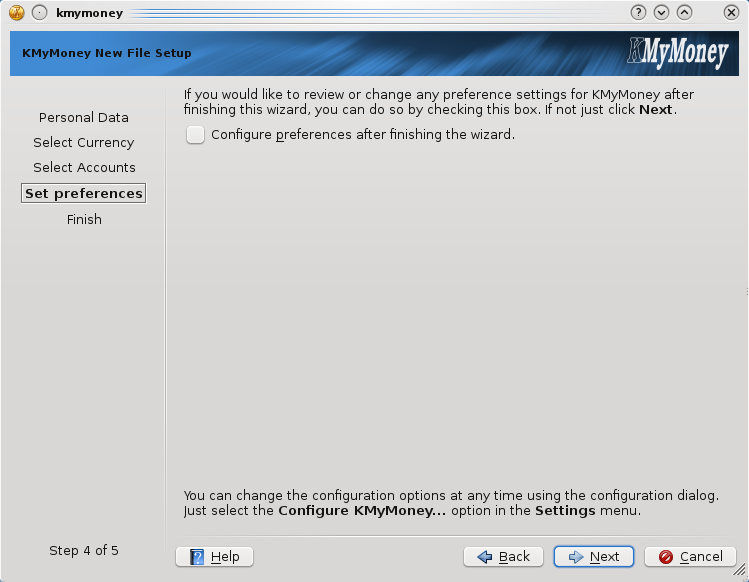 kmymoney
KMyMoney New File Setup
KMyMoney
Personal Data
Select Currency
Select Accounts
Set preferences
Finish
If you would like to review or change any preference settings for KMyMoney after
finishing this wizard, you can do so by checking this box. If not just click Next.
Configure preferences after finishing the wizard.
You can change the configuration options at any time using the configuration dialog.
Just select the Configure KMyMoney... option in the Settings menu.
Step 4 of 5
Help
Back
Next
Cancel